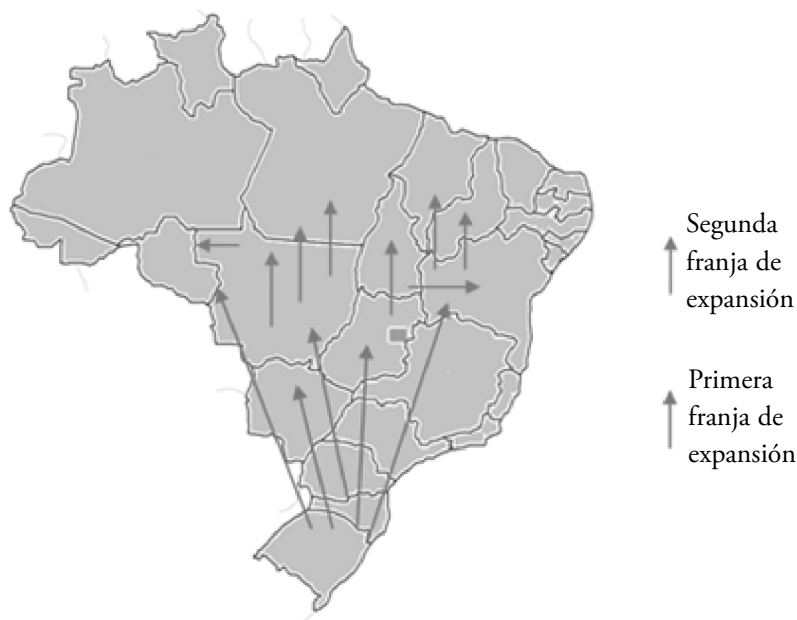 Segunda
franja de
expansión
Primera
franja de
expansión